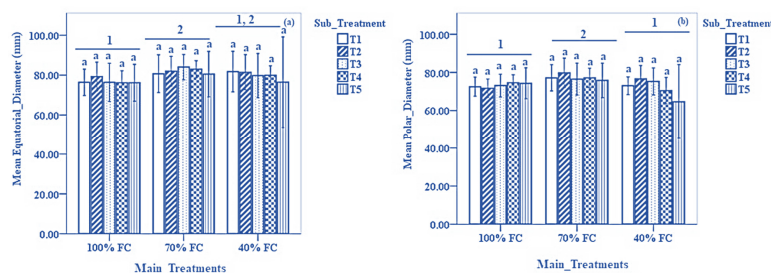 1, 2 (a)
2
1
a a a a a a a a a a a a a a a
Mean Equatorial_Diameter (mm)
100.00
80.00
60.00
40.00
20.00
0.00
100% FC 70% FC 40% FC
Main_Treatments
Sub_Treatment
T1
T2
T3
T4
T5
1 (b)
2
1
a a a a a a a a a a a a a a a
Mean Polar_Diameter (mm)
100.00
80.00
60.00
40.00
20.00
0.00
100% FC 70% FC 40% FC
Main_Treatments
Sub_Treatment
T1
T2
T3
T4
T5